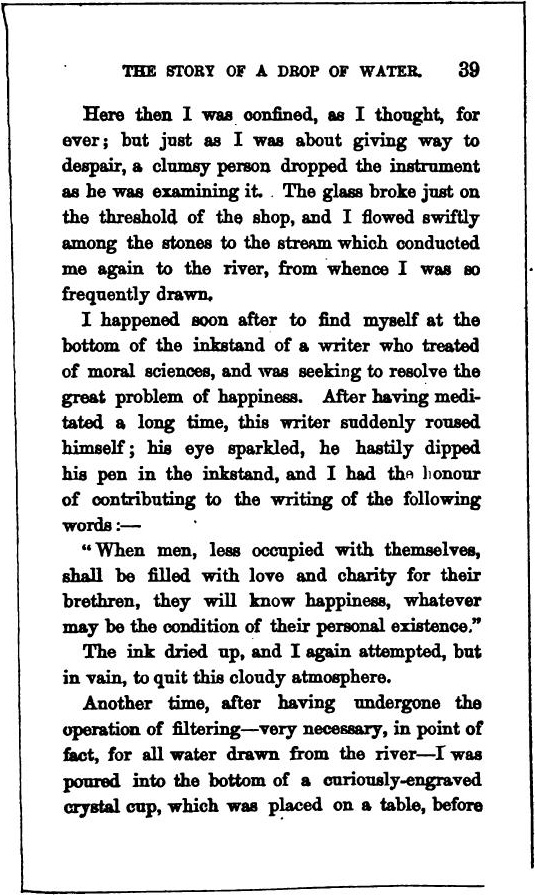 THE STORY OF A DROP OF WATER. 39
Here then I was confined, as I thought, for
ever; but just as I was about giving way to
despair, a clumsy person dropped the instrument
as he was examining it. The glass broke just on
the threshold of the shop, and I flowed swiftly
among the stones to the stream which conducted
me again to the river, from whence I was so
frequently drawn.
I happened soon after to find myself at the
bottom of the inkstand of a writer who treated
of moral sciences, and was seeking to resolve the
great problem of happiness. After having medi-
tated a long time, this writer suddenly roused
himself; his eye sparkled, he hastily dipped
his pen in the inkstand, and I had the honour
of contributing to the writing of the following
words:—
"When men, less occupied with themselves,
shall be filled with love and charity for their
brethren, they will know happiness, whatever
may be the condition of their personal existence."
The ink dried up, and I again attempted, but
in vain, to quit this cloudy atmosphere.
Another time, after having undergone the
operation of filtering—very necessary, in point of
fact, for all water drawn from the river—I was
poured into the bottom of a curiously-engraved
crystal cup, which was placed on a table, before